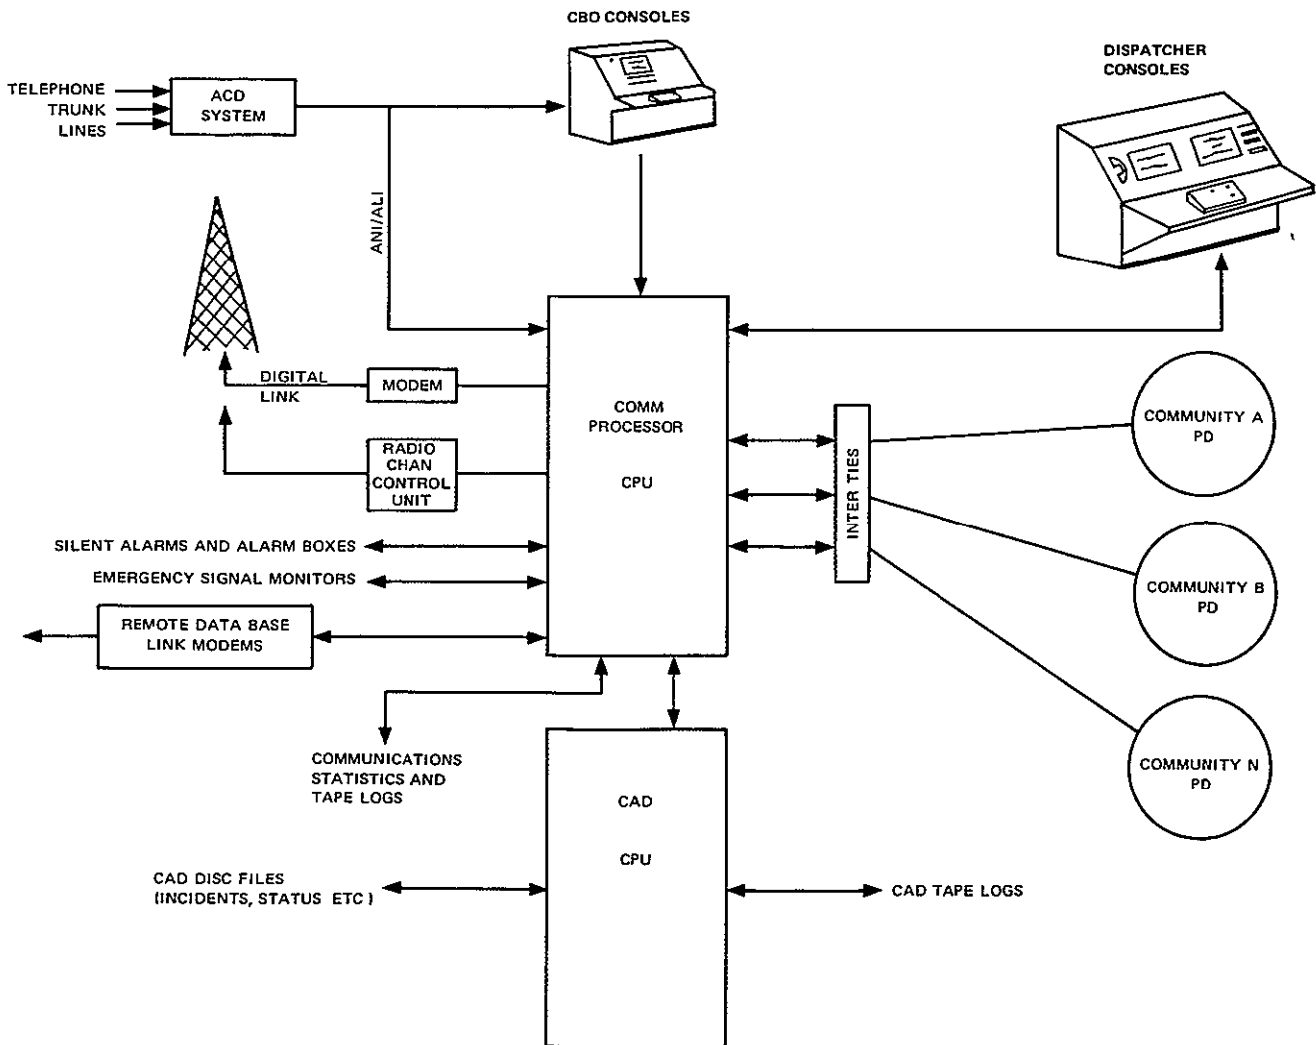 CBO CONSOLES
DISPATCHER
CONSOLES
TELEPHONE
TRUNK
LINES
ACD
SYSTEM
ANI/ALI
DIGITAL
LINK
MODEM
COMM
PROCESSOR
CPU
RADIO
CHAN
CONTROL
UNIT
INTER TIES
COMMUNITY A
PD
SILENT ALARMS AND ALARM BOXES
EMERGENCY SIGNAL MONITORS
COMMUNITY B
PD
REMOTE DATA BASE
LINK MODEMS
COMMUNICATIONS
STATISTICS AND
TAPE LOGS
COMMUNITY N
PD
CAD
CPU
CAD DISC FILES
(INCIDENTS, STATUS ETC )
CAD TAPE LOGS